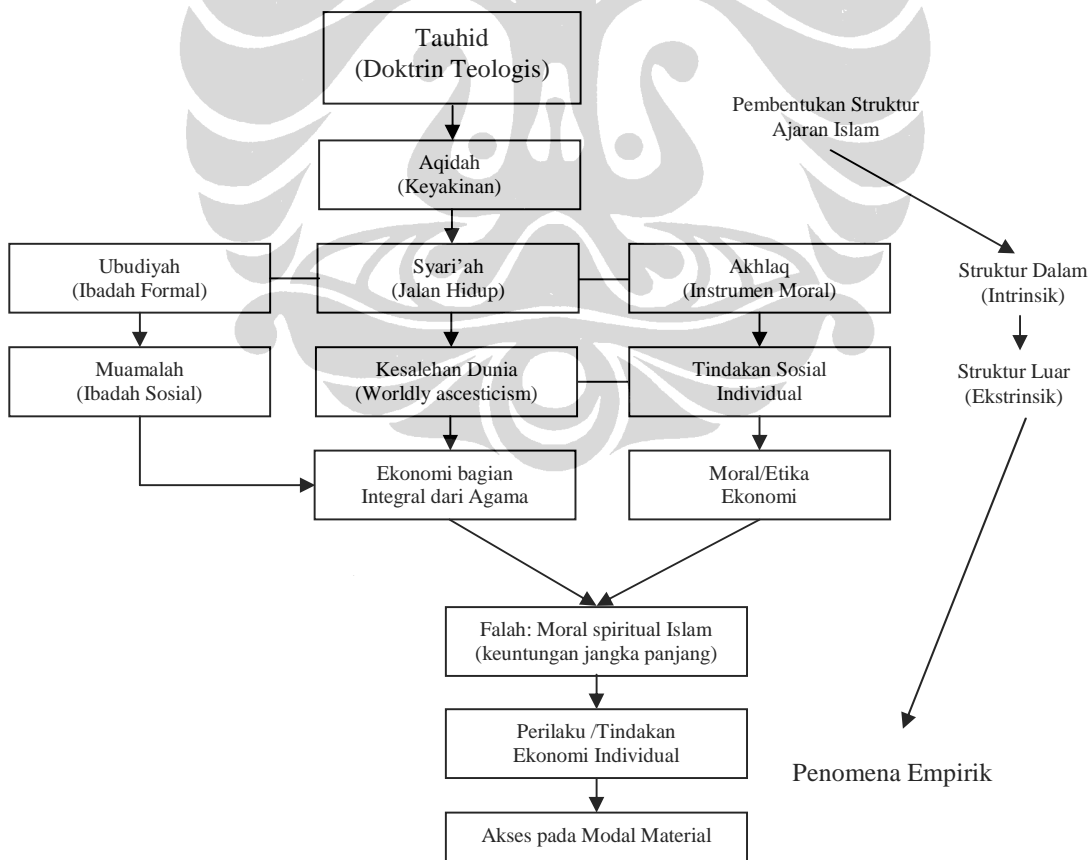 Tauhid
(Doktrin Teologis)
Pembentukan Struktur
Ajaran Islam
Aqidah
(Keyakinan)
Ubudiyah
(Ibadah Formal)
Syari’ah
(Jalan Hidup)
Akhlaq
(Instrumen Moral)
Struktur Dalam
(Intrinsik)
Muamalah
(Ibadah Sosial)
Kesalehan Dunia
(Worldly ascesticism)
Tindakan Sosial
Individual
Struktur Luar
(Ekstrinsik)
Ekonomi bagian
Integral dari Agama
Moral/Etika
Ekonomi
Falah: Moral spiritual Islam
(keuntungan jangka panjang)
Perilaku /Tindakan
Ekonomi Individual
Penomena Empirik
Akses pada Modal Material